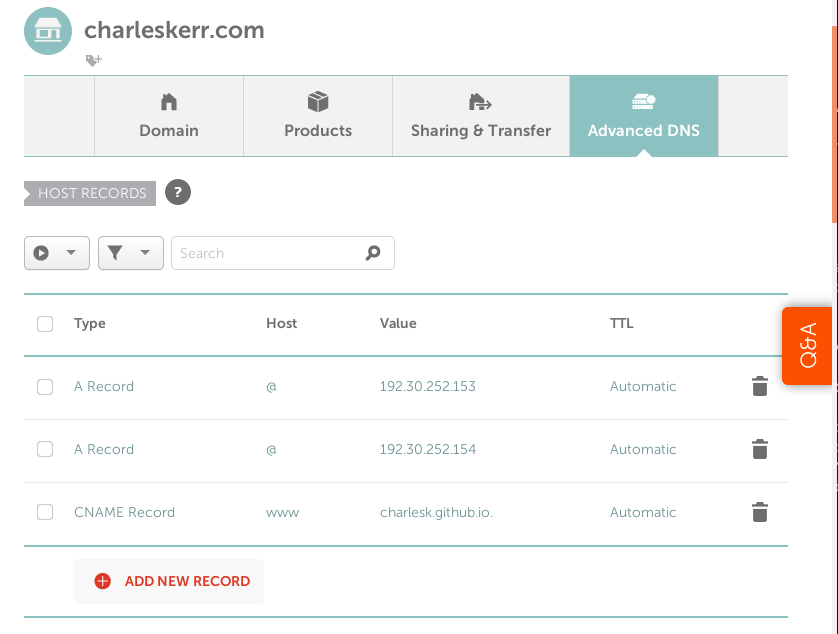 charleskerr.com
Domain
Products
Sharing & Transfer
Advanced DNS
HOST RECORDS ?
Search
Type Host Value TTL
Q&A
A Record @ 192.30.252.153 Automatic
A Record @ 192.30.252.154 Automatic
CNAME Record www charlesk.github.io. Automatic
ADD NEW RECORD